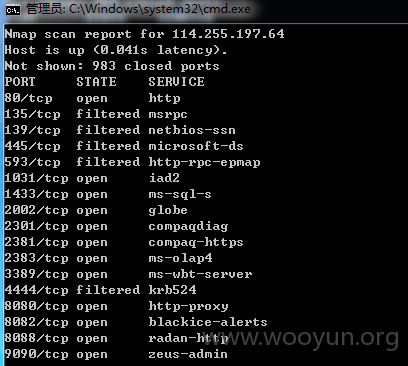 管理员: C:\Windows\system32\cmd.exe
Nmap scan report for 114.255.197.64
Host is up (0.041s latency).
Not shown: 983 closed ports
PORT STATE SERVICE
80/tcp open http
135/tcp filtered msrpc
139/tcp filtered netbios-ssn
445/tcp filtered microsoft-ds
593/tcp filtered http-rpc-epmap
1031/tcp open iad2
1433/tcp open ms-sql-s
2002/tcp open globe
2301/tcp open compaqdiag
2381/tcp open compaq-https
2383/tcp open ms-olap4
3389/tcp open ms-wbt-server
4444/tcp filtered krb524
8080/tcp open http-proxy
8082/tcp open blackice-alerts
8088/tcp open radan-http
9090/tcp open zeus-admin
www.wooyun.org